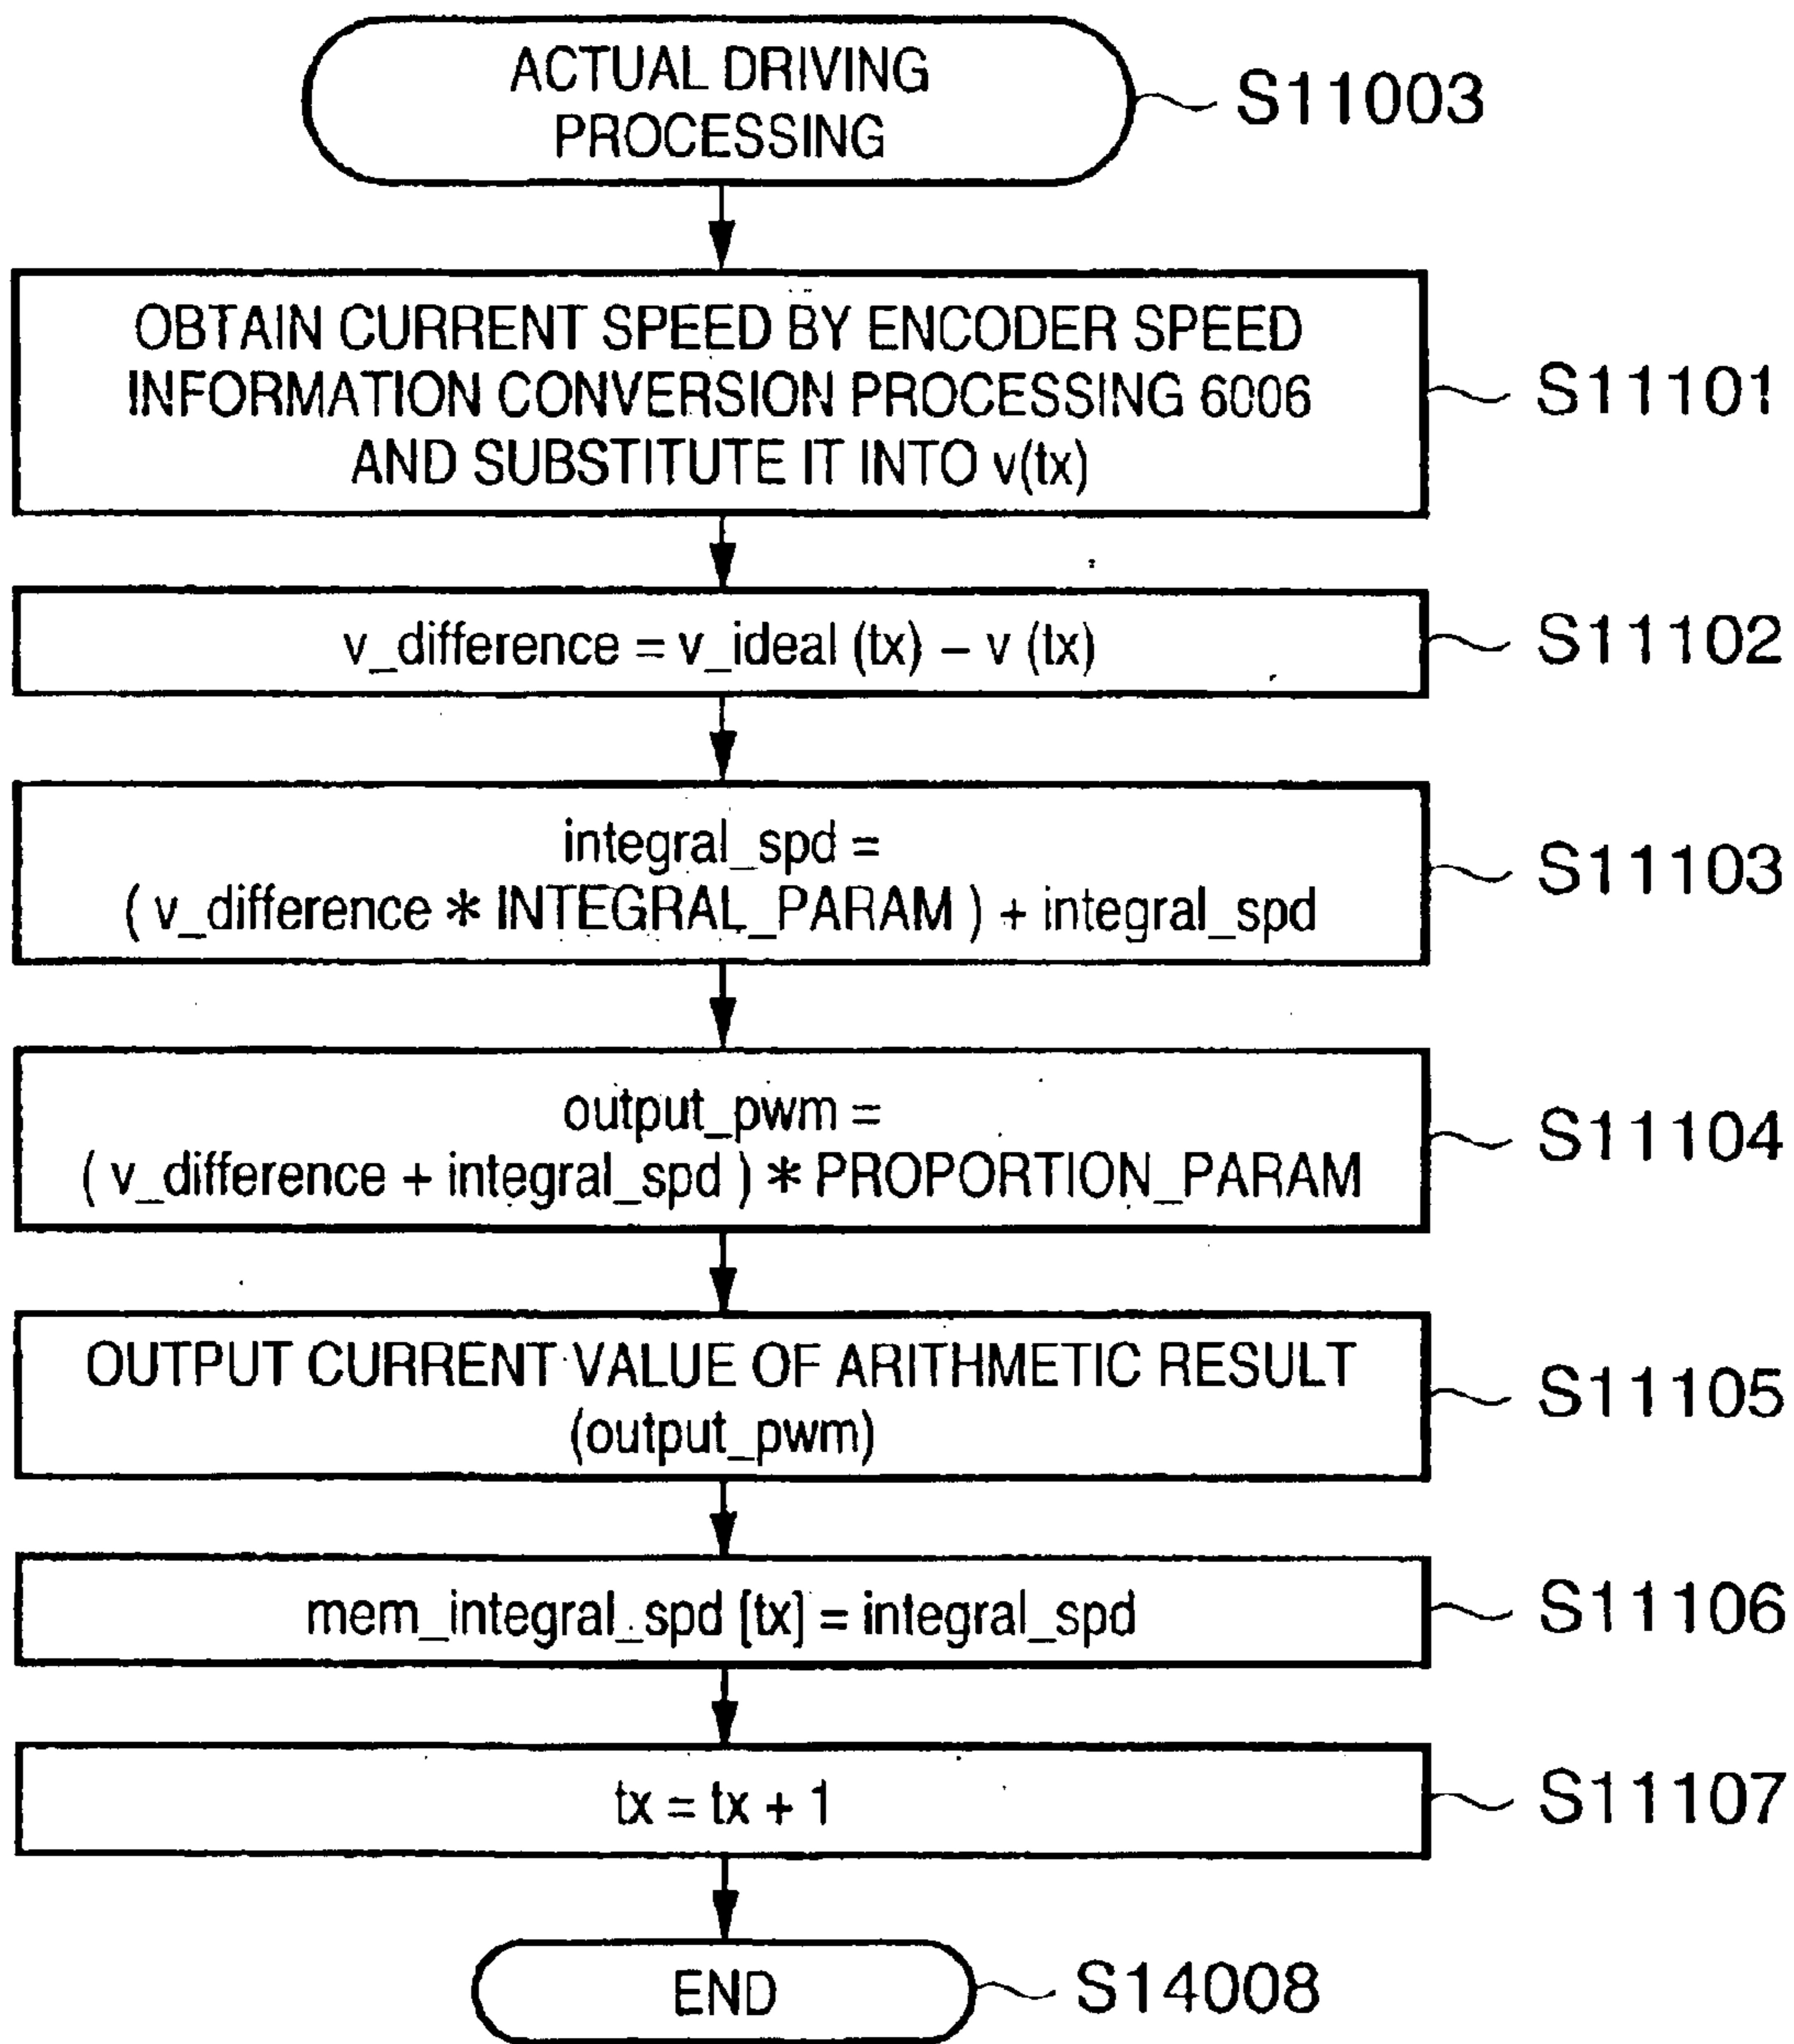 ACTUAL DRIVING
PROCESSING
S11003
OBTAIN CURRENT SPEED BY ENCODER SPEED
INFORMATION CONVERSION PROCESSING 6006
AND SUBSTITUTE IT INTO v(tx)
S11101
v_difference = v_ideal (tx) – v (tx)
S11102
integral_spd =
( v_difference * INTEGRAL_PARAM ) + integral_spd
S11103
output_pwm =
( v_difference + integral_spd ) * PROPORTION_PARAM
S11104
OUTPUT CURRENT VALUE OF ARITHMETIC RESULT
(output_pwm)
S11105
mem_integral_spd [tx] = integral_spd
S11106
tx = tx + 1
S11107
END
S14008